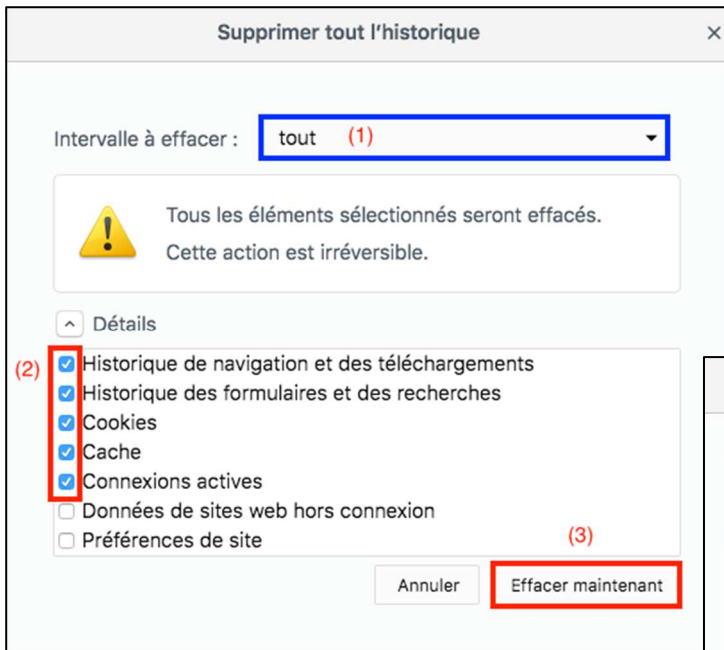 Supprimer tout l’historique
Intervalle à effacer : tout (1)
Tous les éléments sélectionnés seront effacés.
Cette action est irréversible.
Détails
(2) Historique de navigation et des téléchargements
Historique des formulaires et des recherches
Cookies
Cache
Connexions actives
Données de sites web hors connexion
Préférences de site
(3)
Annuler Effacer maintenant